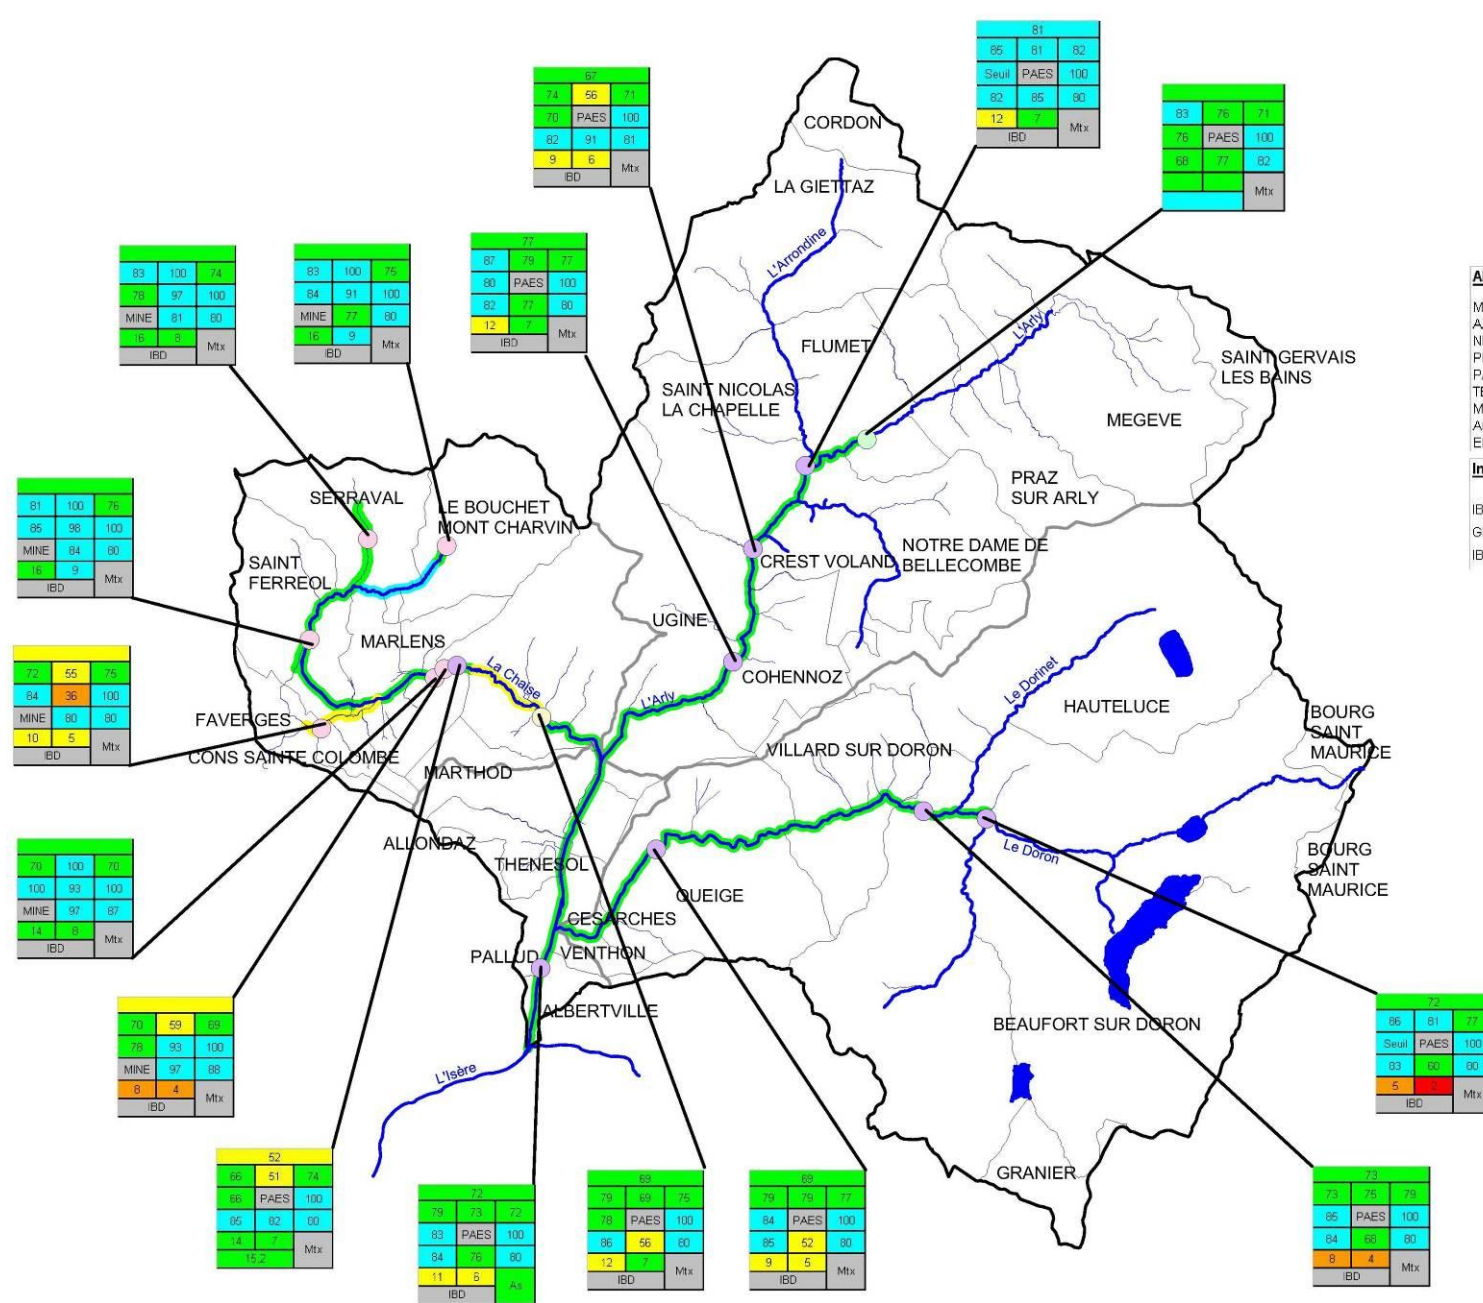 81
85 81 82
Seuil PAES 100
82 85 80
12 7
IBD Mtx
67
74 56 71
70 PAES 100
82 91 81
9 6
IBD Mtx
83 76 71
76 PAES 100
68 77 82
Mtx
77
87 79 77
80 PAES 100
82 77 80
12 7
IBD Mtx
83 100 74
78 97 100
MINE 81 80
16 8
IBD Mtx
83 100 75
84 91 100
MINE 77 80
16 9
IBD Mtx
81 100 76
85 98 100
MINE 84 80
16 9
IBD Mtx
72 55 75
84 36 100
MINE 80 80
10 5
IBD Mtx
70 100 70
100 93 100
MINE 97 87
14 8
IBD Mtx
70 59 69
78 93 100
MINE 97 88
8 4
IBD Mtx
52
66 51 74
66 PAES 100
85 82 80
14 7
15,2 Mtx
72
79 73 72
83 PAES 100
84 76 80
11 6
IBD As
69
79 69 75
78 PAES 100
86 56 80
12 7
IBD Mtx
69
79 79 77
84 PAES 100
85 52 80
9 5
IBD Mtx
73
73 75 79
85 PAES 100
84 68 80
8 4
IBD Mtx
72
86 81 77
Seuil PAES 100
83 60 80
5 2
IBD Mtx
CORDON
LA GIETTAZ
L'Arrondine
FLUMET
L'Arly
SAINT GERVAIS
LES BAINS
SAINT NICOLAS
LA CHAPELLE
MEGEVE
PRAZ
SUR ARLY
SERRAVAL
LE BOUCHET
MONT CHARVIN
NOTRE DAME DE
BELLECOMBE
CREST VOLAND
SAINT
FERREOL
UGINE
MARLENS
La Chaise
COHENNOZ
L'Arly
Le Dorinet
HAUTELUCE
BOURG
SAINT
MAURICE
FAVERGES
CONS SAINTE COLOMBE
MARTHOD
VILLARD SUR DORON
ALLONDAZ
THENESOL
Le Doron
BOURG
SAINT
MAURICE
QUEIGE
CESARCHES
PALLUD
VENTHON
ALBERTVILLE
BEAUFORT SUR DORON
L'Isère
GRANIER